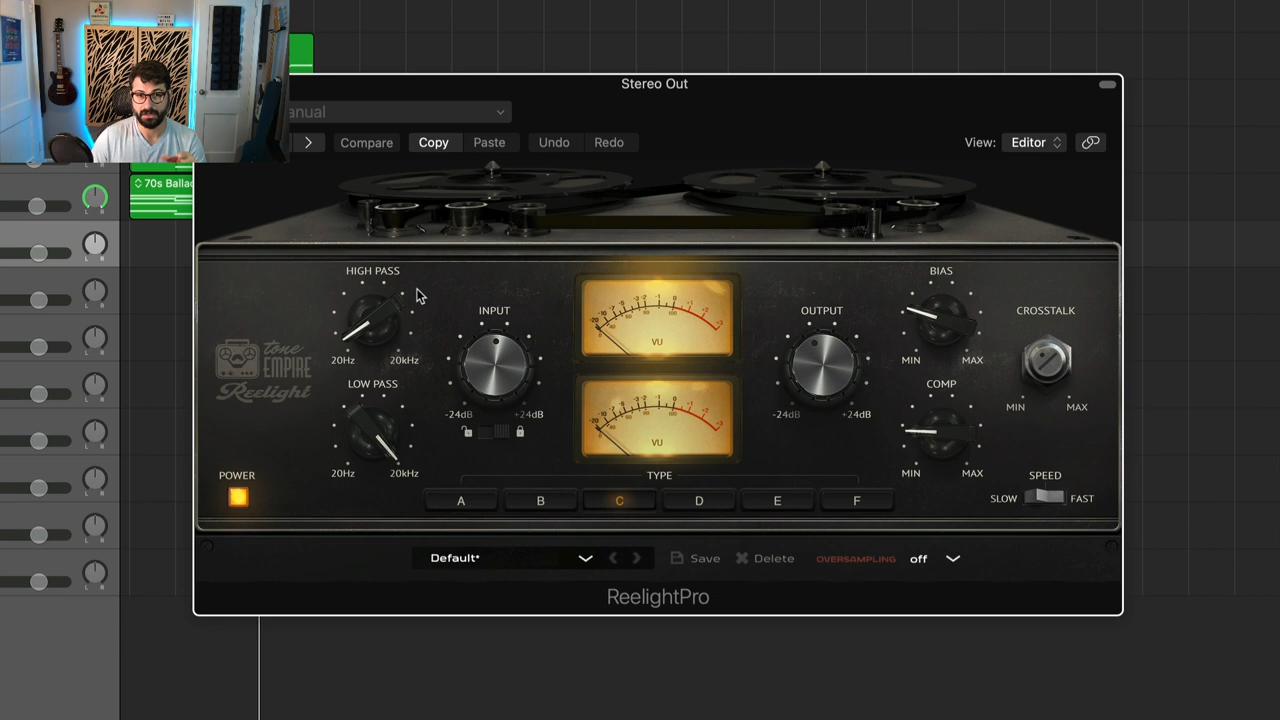 Stereo Out
anual
Compare
Copy
Paste
Undo
Redo
View:
Editor
70s Ballad
HIGH PASS
20Hz
20kHz
LOW PASS
20Hz
20kHz
tone
EMPIRE
Reelight
POWER
INPUT
-24dB
+24dB
VU
VU
OUTPUT
-24dB
+24dB
BIAS
MIN
MAX
COMP
MIN
MAX
CROSSTALK
MIN
MAX
SPEED
SLOW
FAST
TYPE
A
B
C
D
E
F
Default*
Save
Delete
OVERSAMPLING
off
ReelightPro